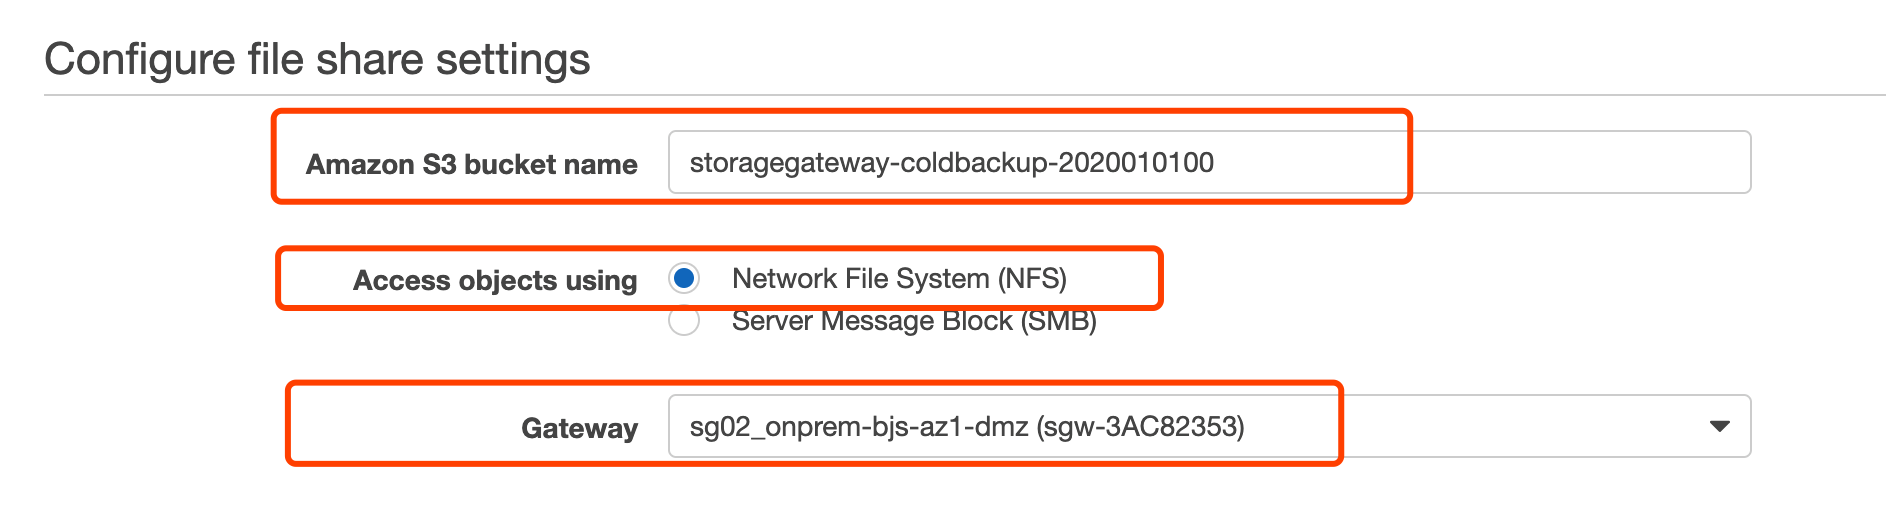 Configure file share settings
Amazon S3 bucket name storagegateway-coldbackup-2020010100
Access objects using Network File System (NFS)
Server Message Block (SMB)
Gateway sg02_onprem-bjs-az1-dmz (sgw-3AC82353)